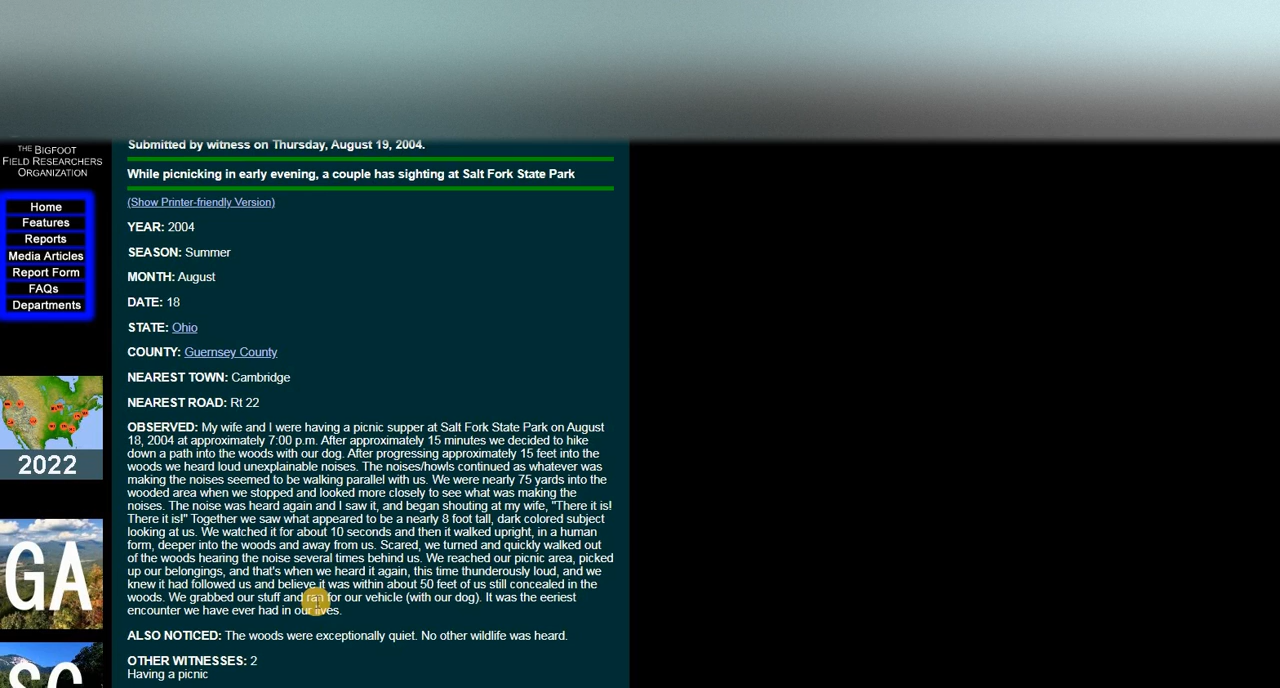 THE BIGFOOT
FIELD RESEARCHERS
ORGANIZATION
Home
Features
Reports
Media Articles
Report Form
FAQs
Departments
2022
GA
SC
Submitted by witness on Thursday, August 19, 2004.
While picnicking in early evening, a couple has sighting at Salt Fork State Park
(Show Printer-friendly Version)
YEAR: 2004
SEASON: Summer
MONTH: August
DATE: 18
STATE: Ohio
COUNTY: Guernsey County
NEAREST TOWN: Cambridge
NEAREST ROAD: Rt 22
OBSERVED: My wife and I were having a picnic supper at Salt Fork State Park on August
18, 2004 at approximately 7:00 p.m. After approximately 15 minutes we decided to hike
down a path into the woods with our dog. After progressing approximately 15 feet into the
woods we heard loud unexplainable noises. The noises/howls continued as whatever was
making the noises seemed to be walking parallel with us. We were nearly 75 yards into the
wooded area when we stopped and looked more closely to see what was making the
noises. The noise was heard again and I saw it, and began shouting at my wife, "There it is!
There it is!" Together we saw what appeared to be a nearly 8 foot tall, dark colored subject
looking at us. We watched it for about 10 seconds and then it walked upright, in a human
form, deeper into the woods and away from us. Scared, we turned and quickly walked out
of the woods hearing the noise several times behind us. We reached our picnic area, picked
up our belongings, and that's when we heard it again, this time thunderously loud, and we
knew it had followed us and believe it was within about 50 feet of us still concealed in the
woods. We grabbed our stuff and ran for our vehicle (with our dog). It was the eeriest
encounter we have ever had in our lives.
ALSO NOTICED: The woods were exceptionally quiet. No other wildlife was heard.
OTHER WITNESSES: 2
Having a picnic